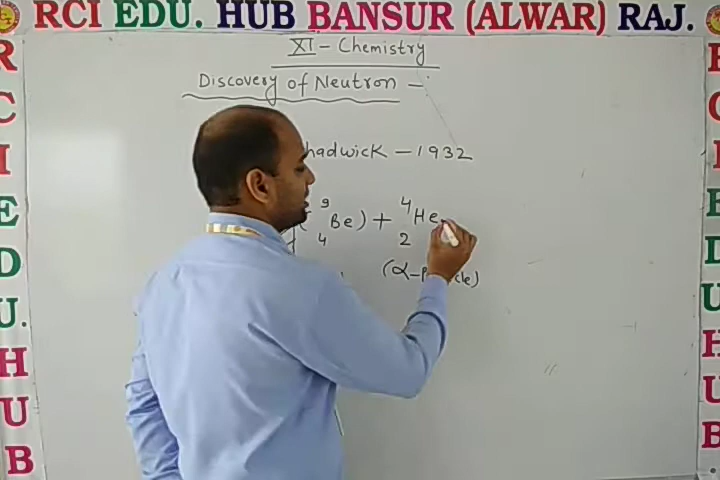 RCI EDU. HUB BANSUR (ALWAR) RAJ.
XI - Chemistry
Discovery of Neutron -
hadwick - 1932
9 4
Be) + He
4 2
(α-p cle)
R
C
I
E
D
U.
H
U
B
E
D
U.
H
U
B